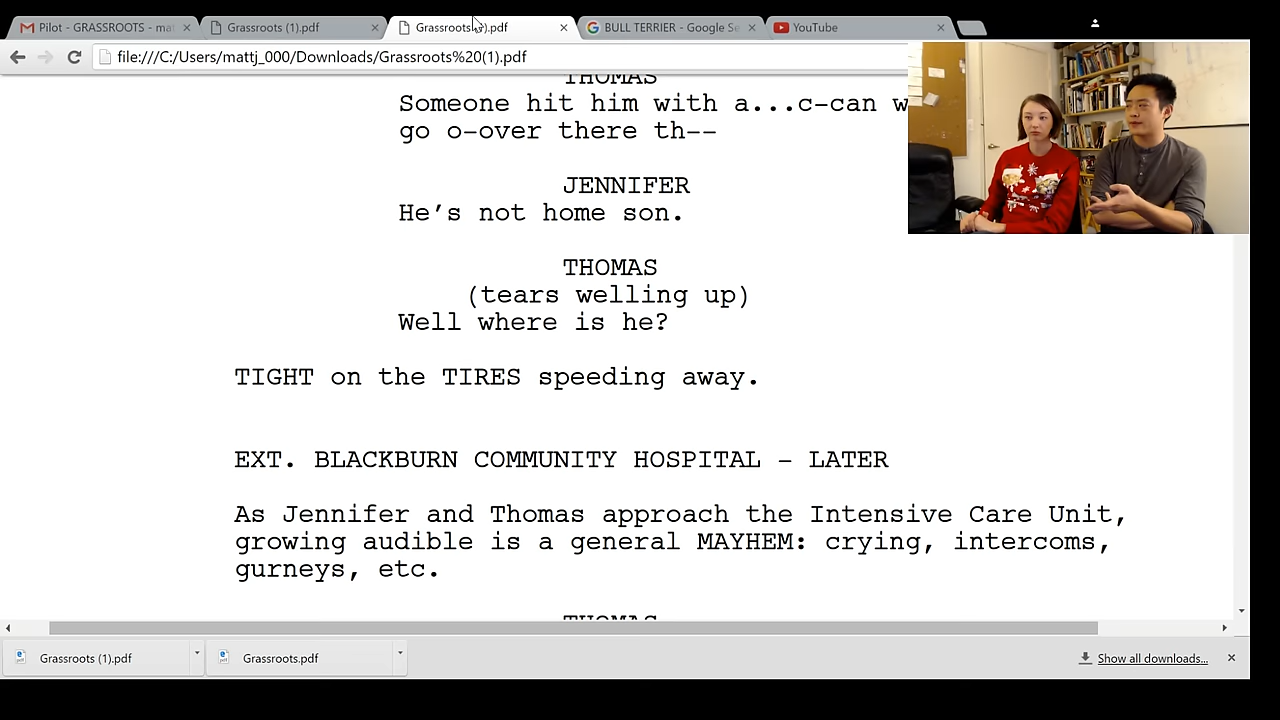 Pilot - GRASSROOTS - ma
Grassroots (1).pdf
Grassroots
.pdf
BULL TERRIER - Google Se
YouTube
file:///C:/Users/mattj_000/Downloads/Grassroots%20(1).pdf
THOMAS
Someone hit him with a...c-can w
go o-over there th--
JENNIFER
He's not home son.
THOMAS
(tears welling up)
Well where is he?
TIGHT on the TIRES speeding away.
EXT. BLACKBURN COMMUNITY HOSPITAL - LATER
As Jennifer and Thomas approach the Intensive Care Unit,
growing audible is a general MAYHEM: crying, intercoms,
gurneys, etc.
THOMAS
Grassroots (1).pdf
Grassroots.pdf
Show all downloads...